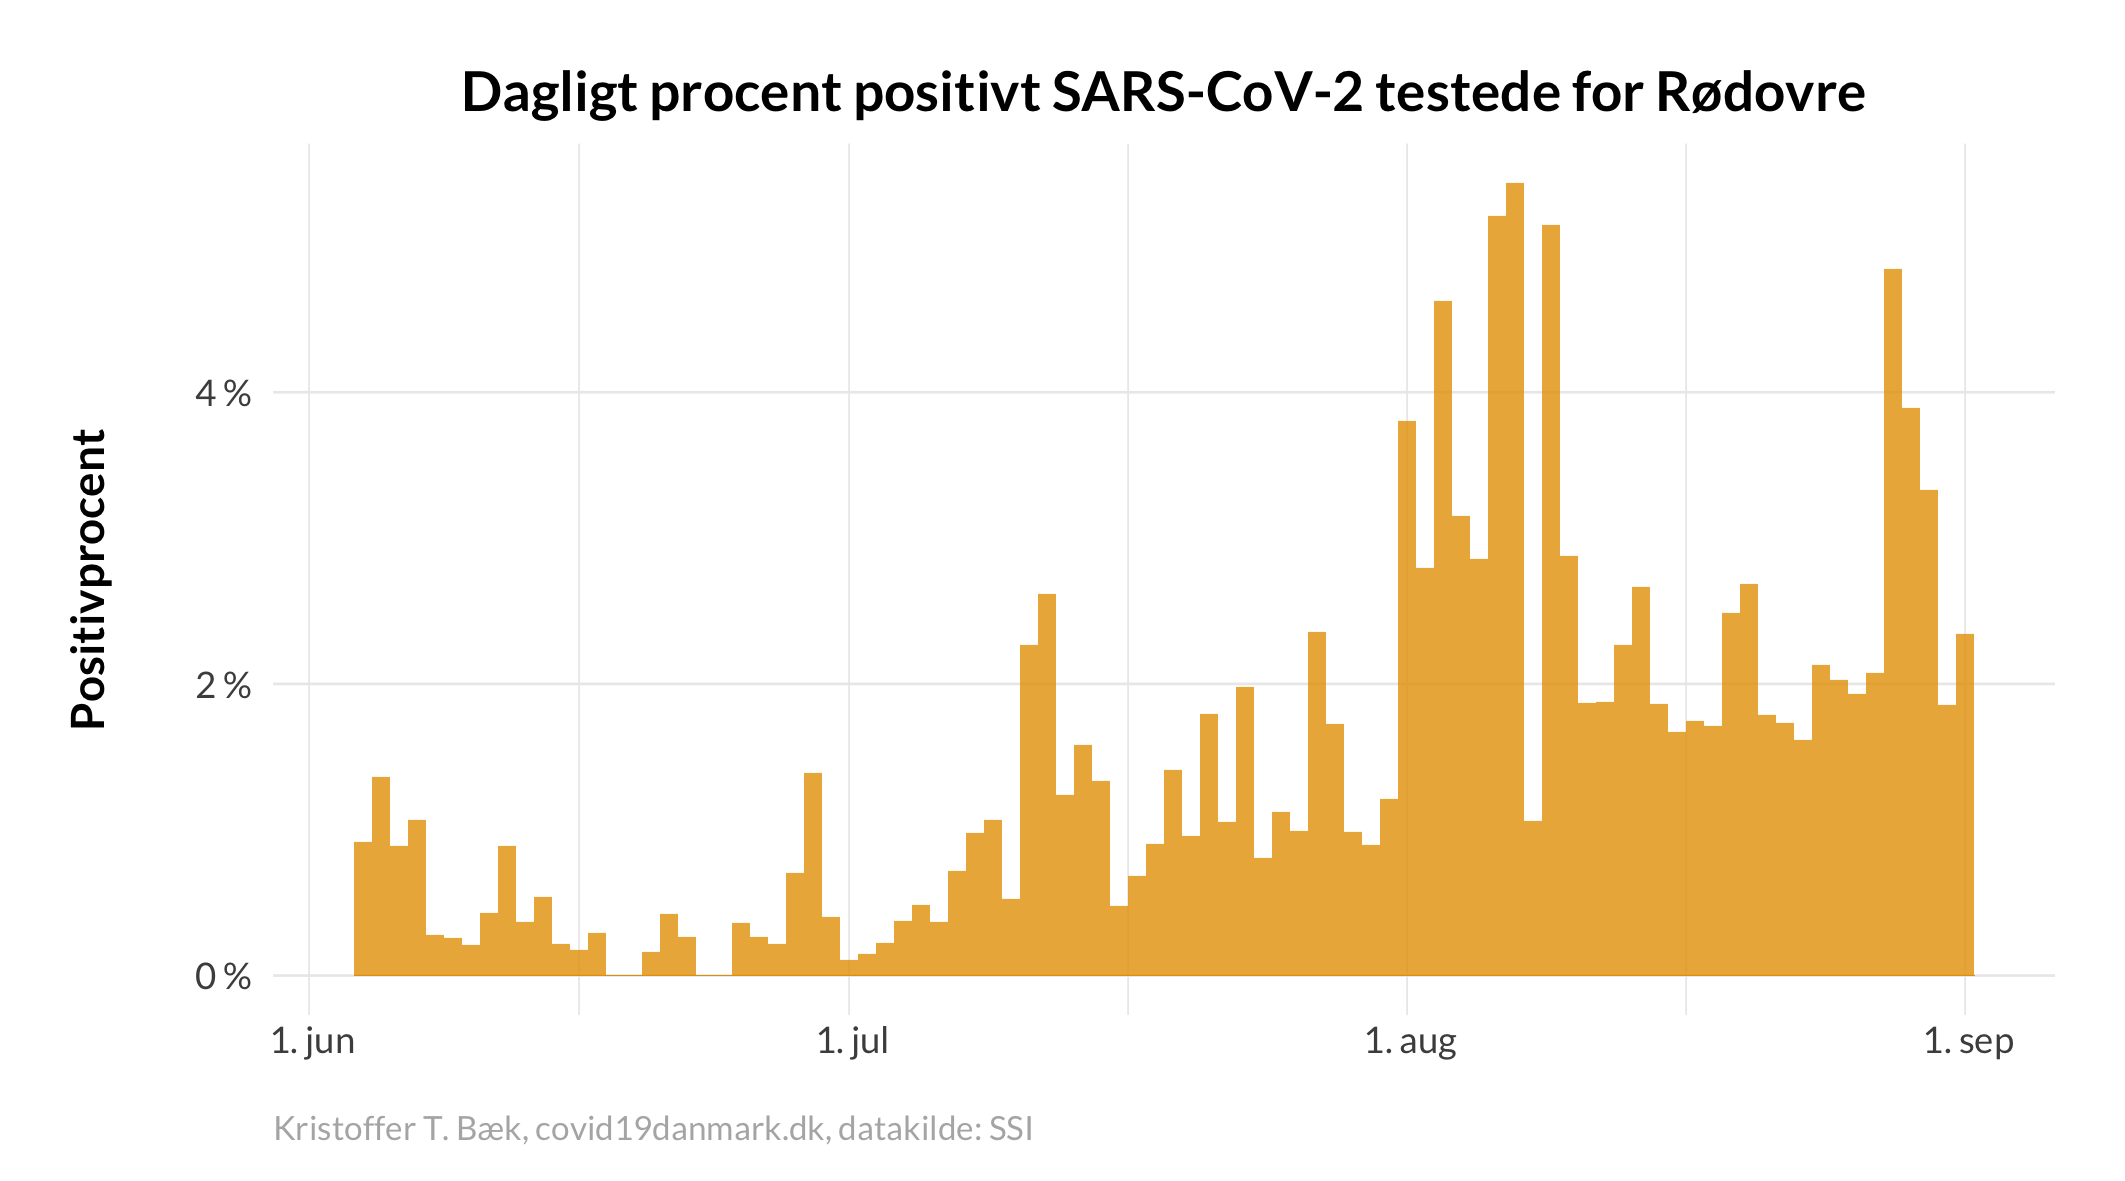 Dagligt procent positivt SARS-CoV-2 testede for Rødovre
Positivprocent
4 %
2 %
0 %
1. jun
1. jul
1. aug
1. sep
Kristoffer T. Bæk, covid19danmark.dk, datakilde: SSI